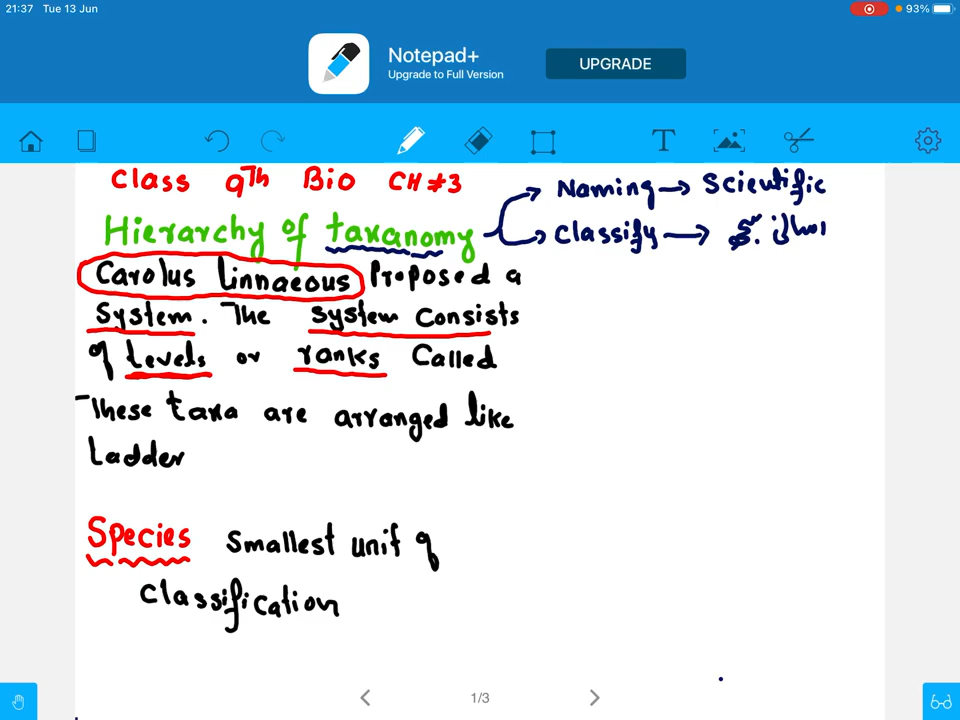 21:37 Tue 13 Jun
93%
Notepad+
Upgrade to Full Version
UPGRADE
T
Class 9Th Bio CH #3
Naming → Scientific
Hierarchy of taxanomy
Classify →
Carolus linnaeous Proposed a
System. The system consists
of levels or ranks Called
These taxa are arranged like
Ladder
Species Smallest unit of
classification
1/3